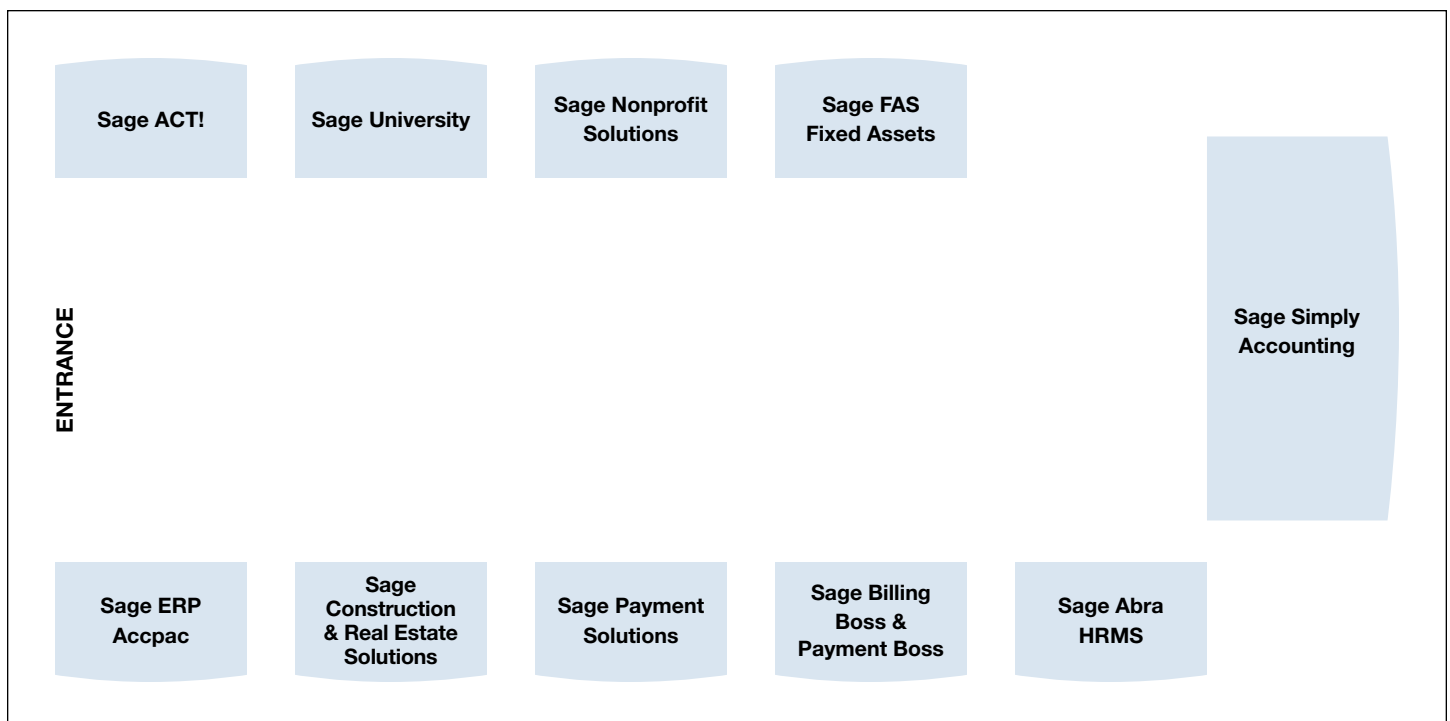 Sage ACT!
Sage University
Sage Nonprofit
Solutions
Sage FAS
Fixed Assets
ENTRANCE
Sage Simply
Accounting
Sage ERP
Accpac
Sage
Construction
& Real Estate
Solutions
Sage Payment
Solutions
Sage Billing
Boss &
Payment Boss
Sage Abra
HRMS